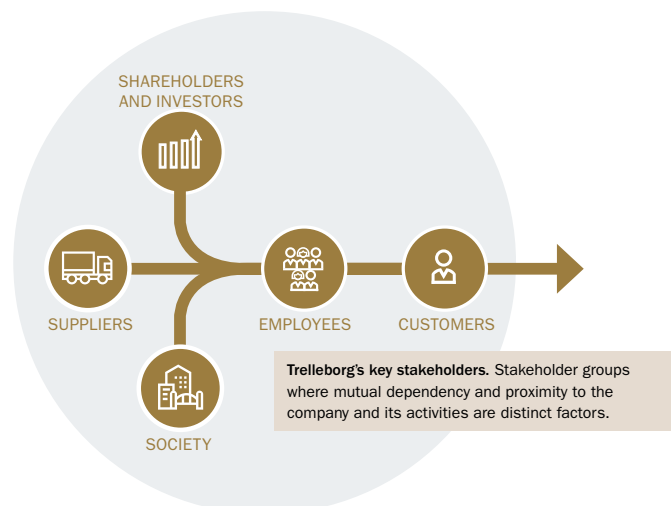 SHAREHOLDERS
AND INVESTORS
SUPPLIERS
EMPLOYEES
CUSTOMERS
Trelleborg's key stakeholders. Stakeholder groups
where mutual dependency and proximity to the
company and its activities are distinct factors.
SOCIETY